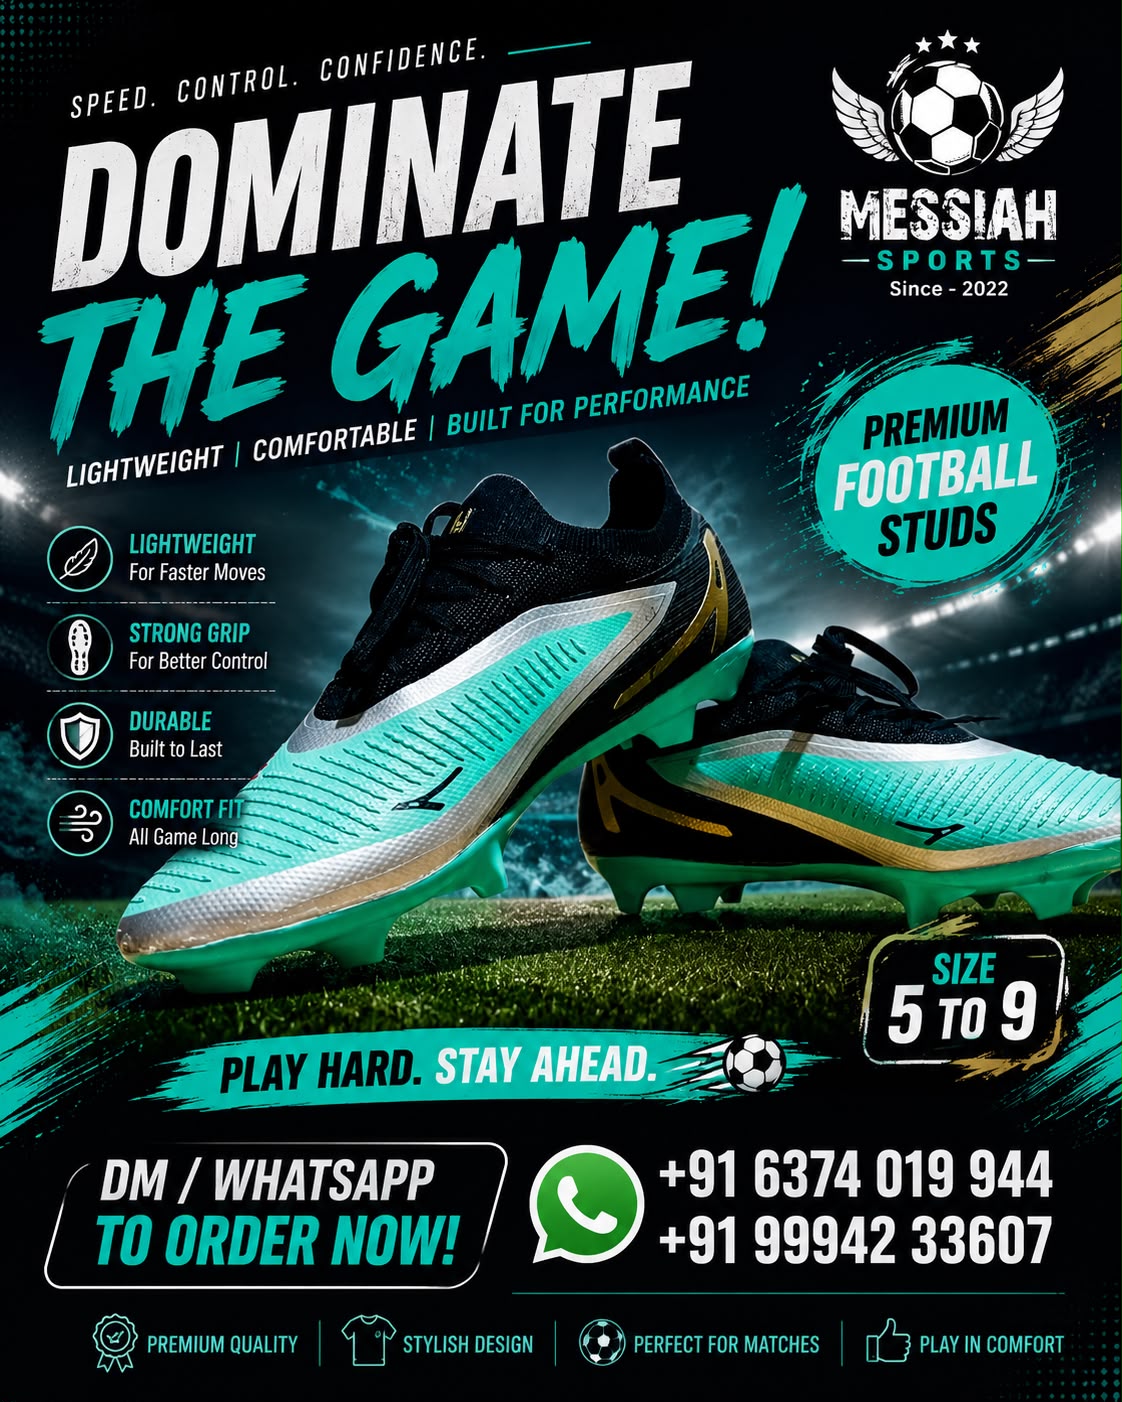 SPEED. CONTROL. CONFIDENCE.
DOMINATE
THE GAME!
LIGHTWEIGHT | COMFORTABLE | BUILT FOR PERFORMANCE
MESSIAH
SPORTS
Since - 2022
PREMIUM
FOOTBALL
STUDS
LIGHTWEIGHT
For Faster Moves
STRONG GRIP
For Better Control
DURABLE
Built to Last
COMFORT FIT
All Game Long
SIZE
5 TO 9
PLAY HARD. STAY AHEAD.
DM / WHATSAPP
TO ORDER NOW!
+91 6374 019 944
+91 99942 33607
PREMIUM QUALITY
STYLISH DESIGN
PERFECT FOR MATCHES
PLAY IN COMFORT